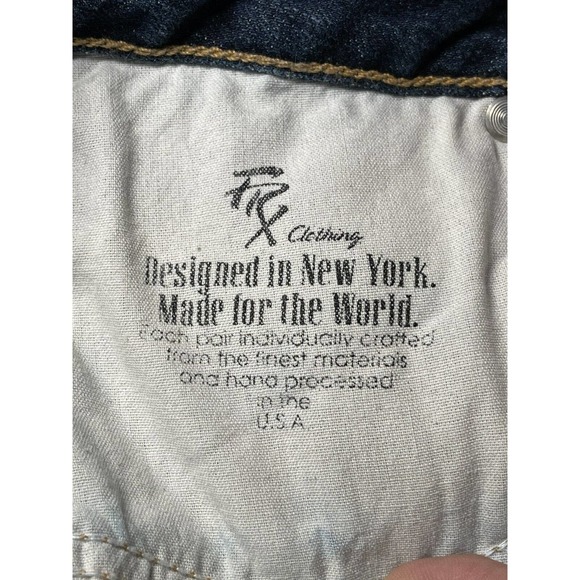 FRX Clothing
Designed in New York.
Made for the World.
Each pair individually crafted
from the finest materials
and hand processed
in the
U.S.A.